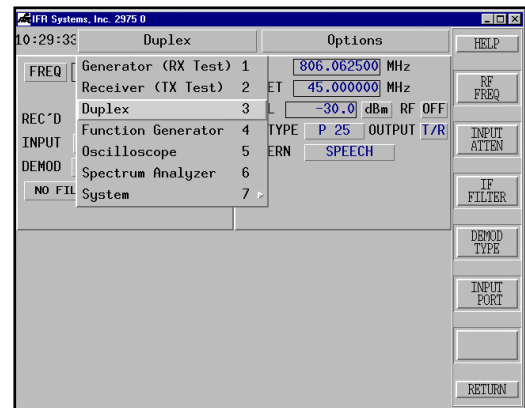 IFR Systems, Inc. 2975 0
10:29:33 Duplex Options
HELP
FREQ
Generator (RX Test) 1
806.062500 MHz
Receiver (TX Test) 2
ET 45.000000 MHz
RF FREQ
Duplex 3
L -30.0 dBm RF OFF
REC'D
Function Generator 4
TYPE P 25 OUTPUT T/R
INPUT
Oscilloscope 5
ERN SPEECH
INPUT ATTEN
DEMOD
Spectrum Analyzer 6
NO FIL
System 7
IF FILTER
DEMOD TYPE
INPUT PORT
RETURN